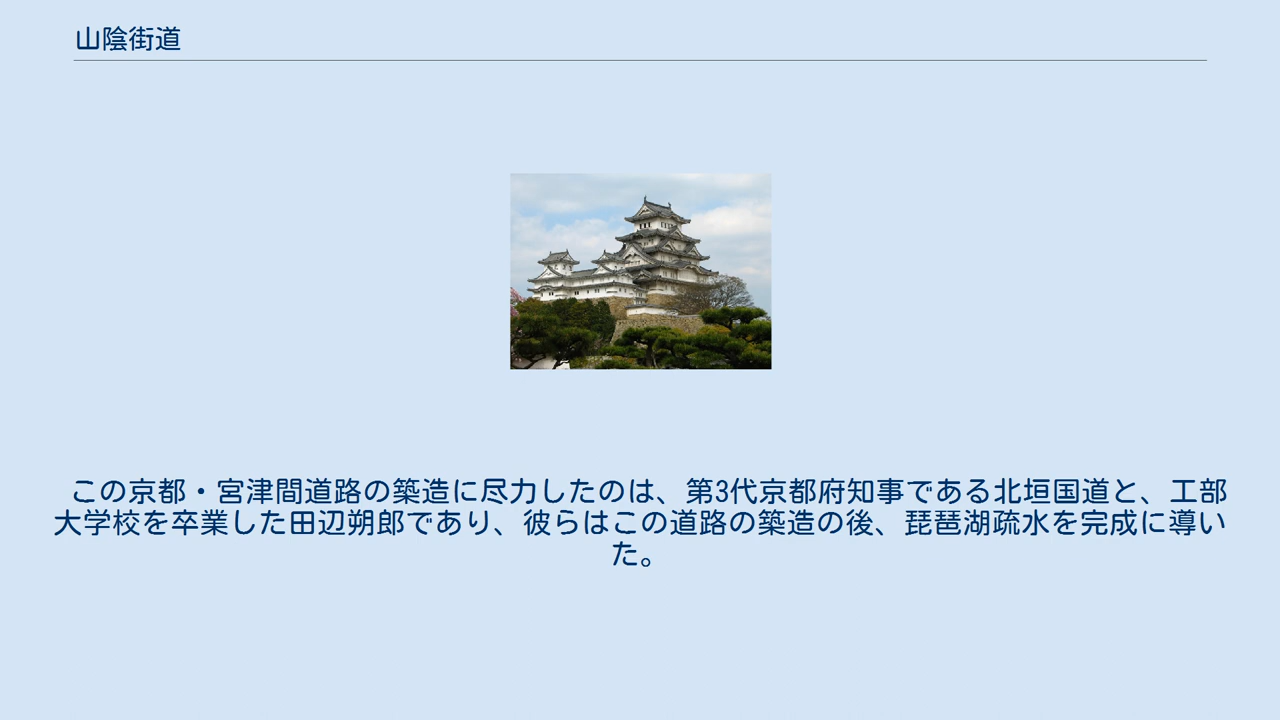 山陰街道
この京都・宮津間道路の築造に尽力したのは、第3代京都府知事である北垣国道と、工部
大学校を卒業した田辺朔郎であり、彼らはこの道路の築造の後、琵琶湖疏水を完成に導い
た。